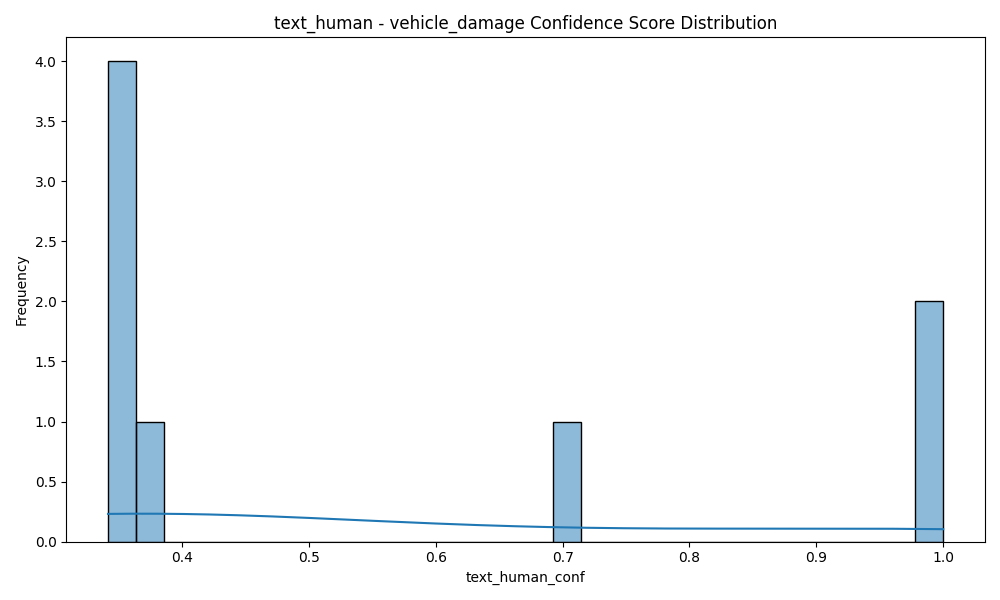 text_human - vehicle_damage Confidence Score Distribution
4.0
3.5
3.0
2.5
2.0
1.5
1.0
0.5
0.0
Frequency
0.4 0.5 0.6 0.7 0.8 0.9 1.0
text_human_conf